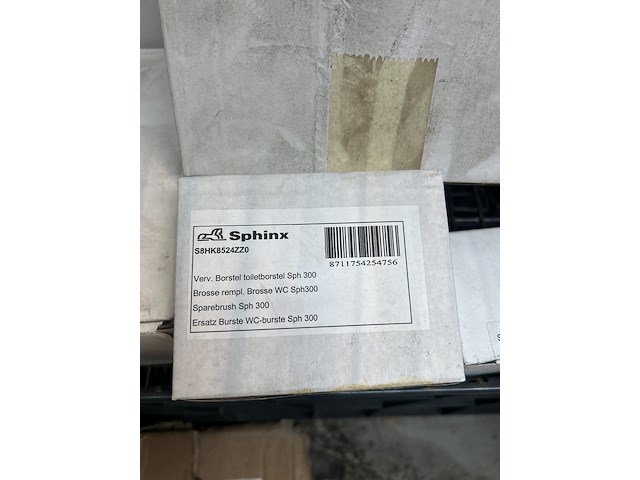 Sphinx
S8HK8524ZZ0
8711754254756
Verv. Borstel toiletborstel Sph 300
Brosse rempl. Brosse WC Sph300
Sparebrush Sph 300
Ersatz Burste WC-burste Sph 300